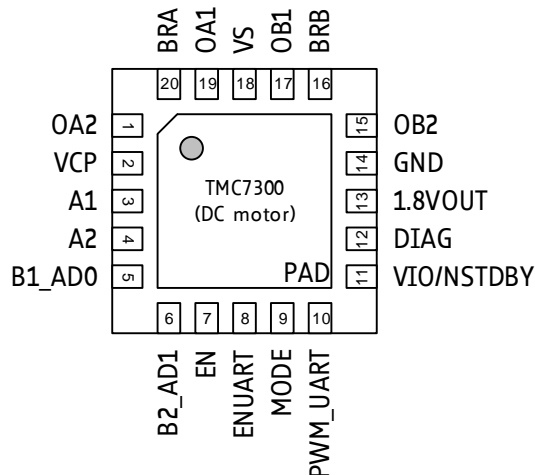 BRA
OA1
VS
OB1
BRB
20
19
18
17
16
OA2 1
VCP 2
A1 3
A2 4
B1_AD0 5
TMC7300
(DC motor)
PAD
15 OB2
14 GND
13 1.8VOUT
12 DIAG
11 VIO/NSTDBY
6
7
8
9
10
B2_AD1
EN
ENUART
MODE
PWM_UART